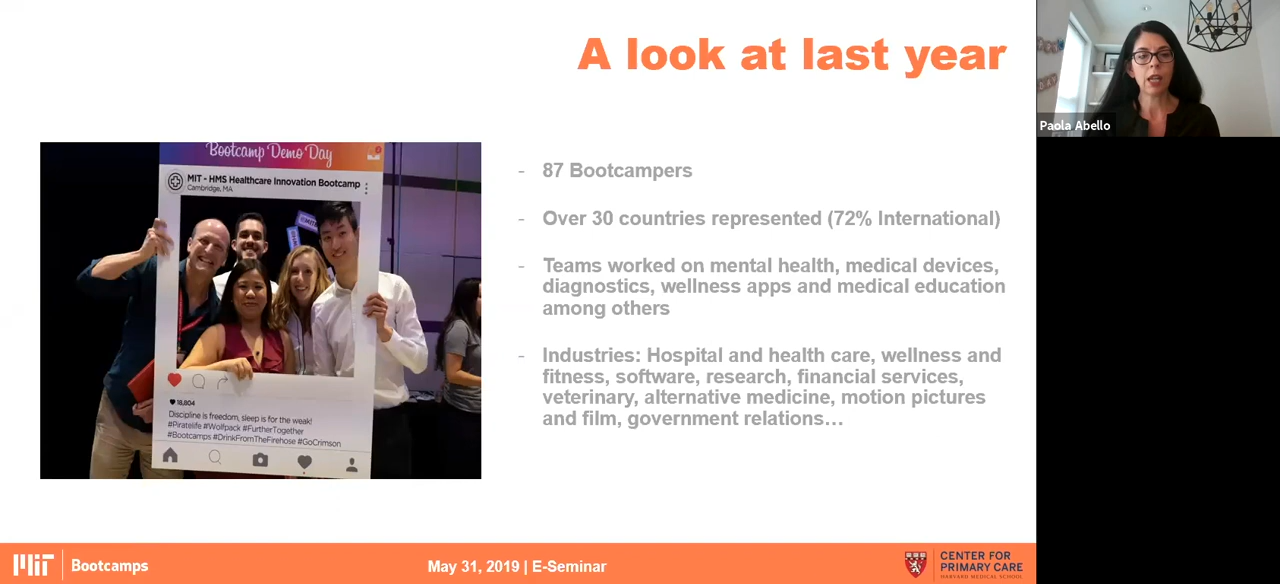 A look at last year
Paola Abello
Bootcamp Demo Day
MIT - HMS Healthcare Innovation Bootcamp
Cambridge, MA
18,804
Discipline is freedom, sleep is for the weak!
#Piratelife #Wolfpack #FurtherTogether
#Bootcamps #DrinkFromTheFirehose #GoCrimson
- 87 Bootcampers
- Over 30 countries represented (72% International)
- Teams worked on mental health, medical devices,
diagnostics, wellness apps and medical education
among others
- Industries: Hospital and health care, wellness and
fitness, software, research, financial services,
veterinary, alternative medicine, motion pictures
and film, government relations…
MIT Bootcamps
May 31, 2019 | E-Seminar
CENTER FOR
PRIMARY CARE
HARVARD MEDICAL SCHOOL